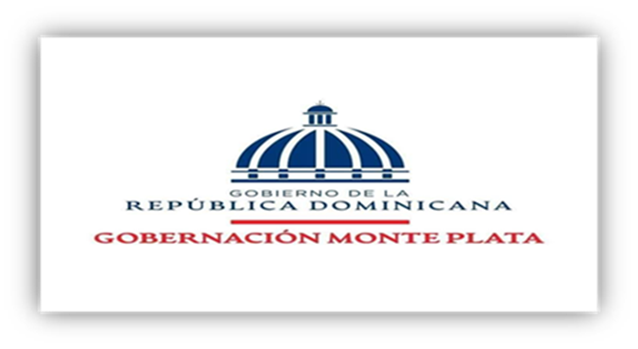 GOBIERNO DE LA
REPÚBLICA DOMINICANA
GOBERNACIÓN MONTE PLATA